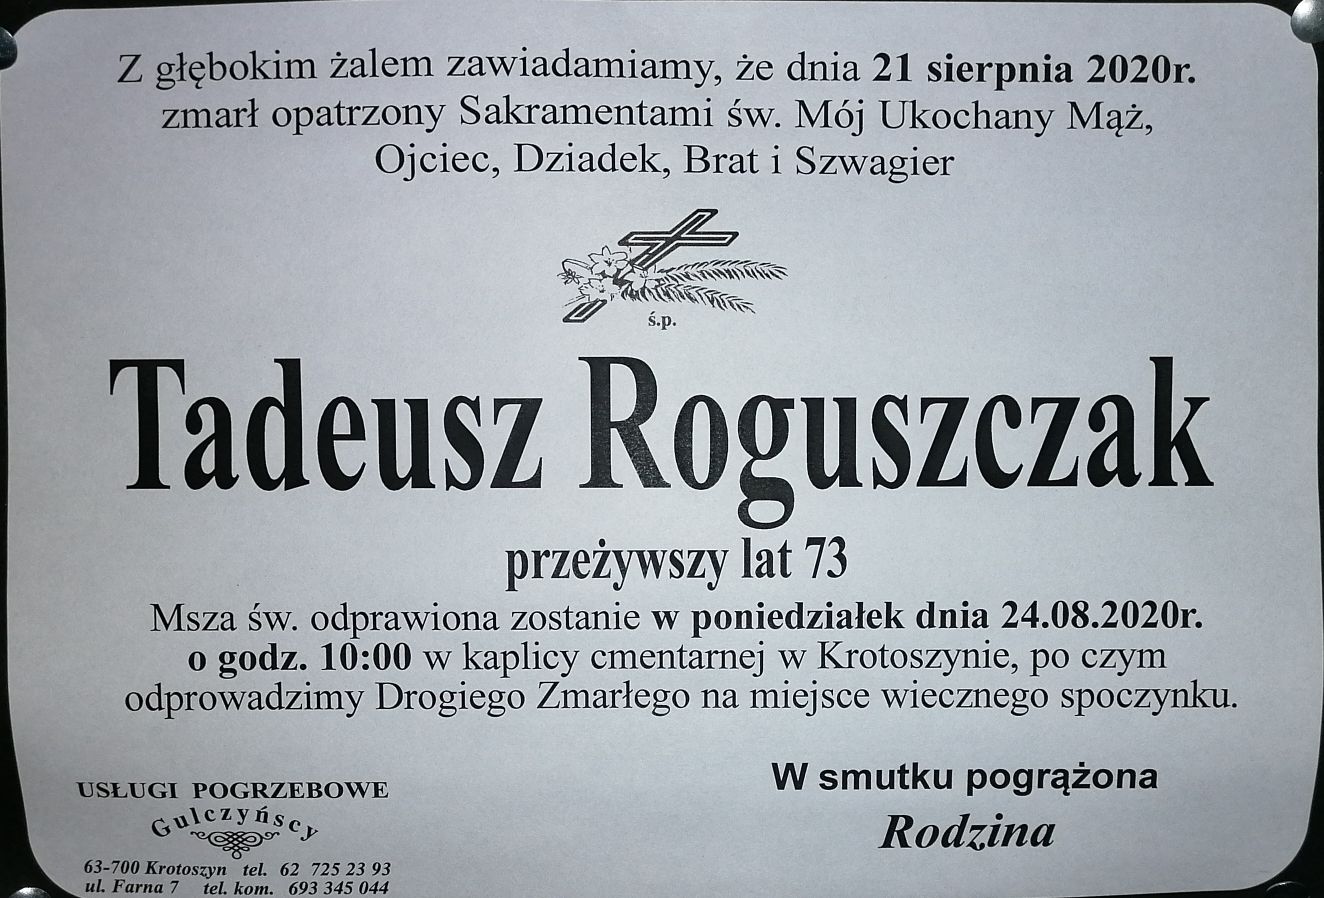 Z głębokim żalem zawiadamiamy, że dnia 21 sierpnia 2020r.
zmarł opatrzony Sakramentami św. Mój Ukochany Mąż,
Ojciec, Dziadek, Brat i Szwagier
ś.p.
Tadeusz Roguszczak
przeżywszy lat 73
Msza św. odprawiona zostanie w poniedziałek dnia 24.08.2020r.
o godz. 10:00 w kaplicy cmentarnej w Krotoszynie, po czym
odprowadzimy Drogiego Zmarłego na miejsce wiecznego spoczynku.
W smutku pogrążona
Rodzina
USŁUGI POGRZEBOWE
Gulczyńscy
63-700 Krotoszyn tel. 62 725 23 93
ul. Farna 7 tel. kom. 693 345 044